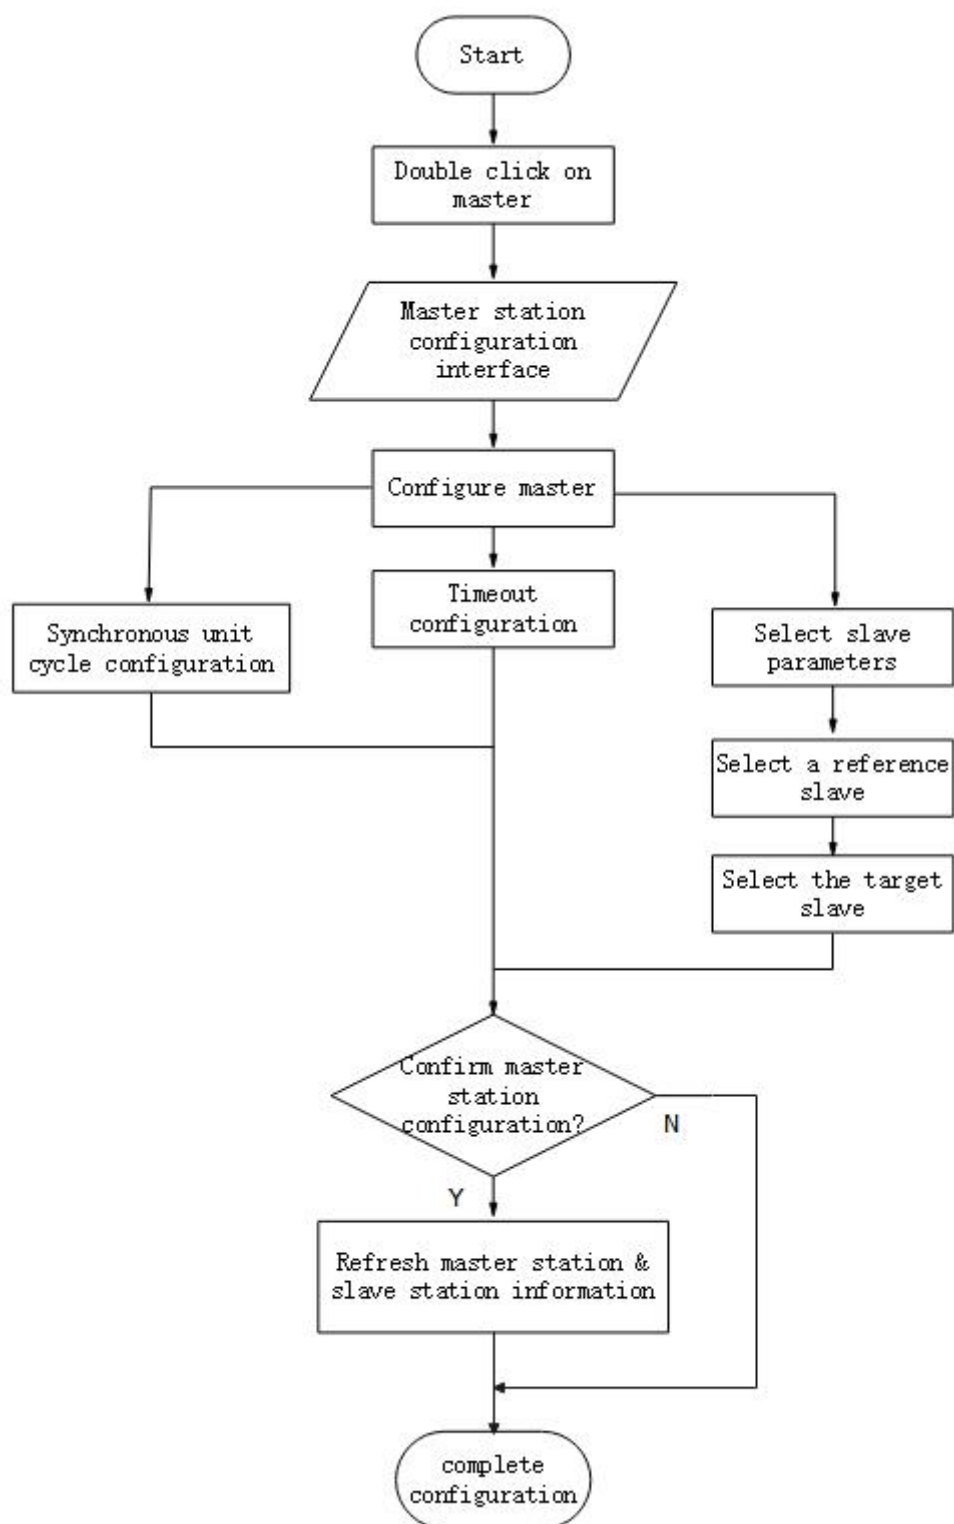 Start
Double click on
master
Master station
configuration
interface
Configure master
Synchronous unit
cycle configuration
Timeout
configuration
Select slave
parameters
Select a reference
slave
Select the target
slave
Confirm master
station
configuration?
N
Y
Refresh master station &
slave station information
complete
configuration